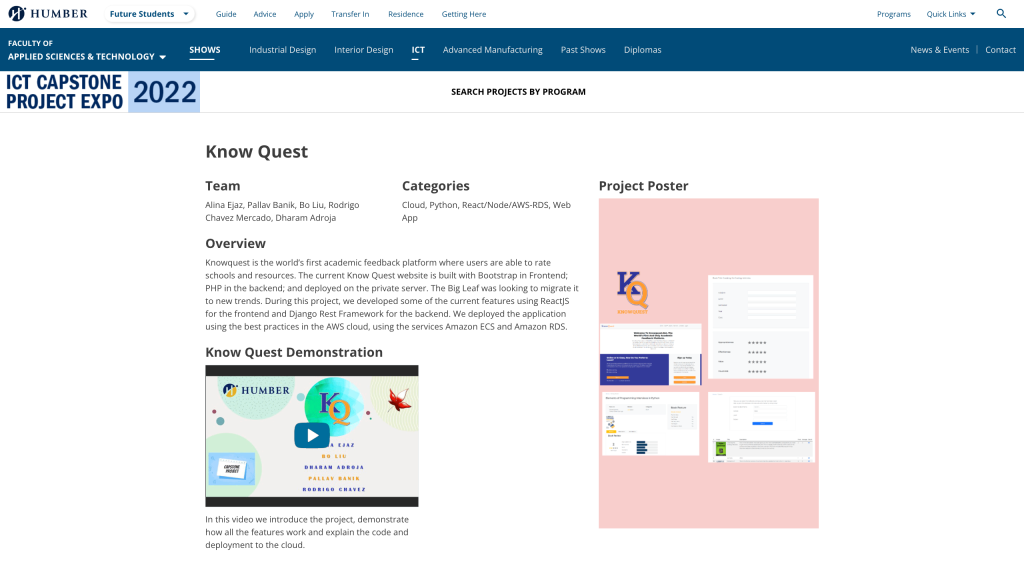 HUMBER
Future Students
Guide
Advice
Apply
Transfer In
Residence
Getting Here
Programs
Quick Links
FACULTY OF
APPLIED SCIENCES & TECHNOLOGY
SHOWS
Industrial Design
Interior Design
ICT
Advanced Manufacturing
Past Shows
Diplomas
News & Events
Contact
ICT CAPSTONE
PROJECT EXPO
2022
SEARCH PROJECTS BY PROGRAM
Know Quest
Team
Alina Ejaz, Pallav Banik, Bo Liu, Rodrigo
Chavez Mercado, Dharam Adroja
Categories
Cloud, Python, React/Node/AWS-RDS, Web
App
Overview
Knowquest is the world's first academic feedback platform where users are able to rate
schools and resources. The current Know Quest website is built with Bootstrap in Frontend;
PHP in the backend; and deployed on the private server. The Big Leaf was looking to migrate it
to new trends. During this project, we developed some of the current features using ReactJS
for the frontend and Django Rest Framework for the backend. We deployed the application
using the best practices in the AWS cloud, using the services Amazon ECS and Amazon RDS.
Know Quest Demonstration
HUMBER
KQ
EJAZ
BO LIU
DHARAM ADROJA
PALLAV BANIK
RODRIGO CHAVEZ
CAPSTONE
PROJECT
In this video we introduce the project, demonstrate
how all the features work and explain the code and
deployment to the cloud.
Project Poster
KQ